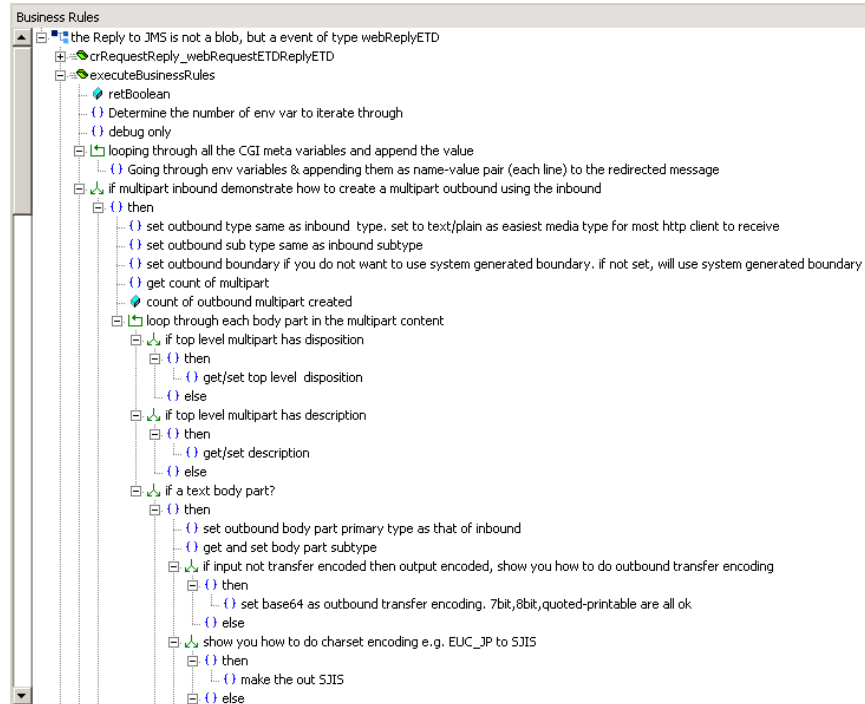 Business Rules
the Reply to JMS is not a blob, but a event of type webReplyETD
crRequestReply_webRequestETDReplyETD
executeBusinessRules
retBoolean
{} Determine the number of env var to iterate through
{} debug only
looping through all the CGI meta variables and append the value
{} Going through env variables & appending them as name-value pair (each line) to the redirected message
if multipart inbound demonstrate how to create a multipart outbound using the inbound
{} then
{} set outbound type same as inbound  type. set to text/plain as easiest media type for most http client to receive
{} set outbound sub type same as inbound subtype
{} set outbound boundary if you do not want to use system generated boundary. if not set, will use system generated boundary
{} get count of multipart
count of outbound multipart created
loop through each body part in the multipart content
if top level multipart has disposition
{} then
{} get/set top level  disposition
{} else
if top level multipart has description
{} then
{} get/set description
{} else
if a text body part?
{} then
{} set outbound body part primary type as that of inbound
{} get and set body part subtype
if input not transfer encoded then output encoded, show you how to do outbound transfer encoding
{} then
{} set base64 as outbound transfer encoding. 7bit,8bit,quoted-printable are all ok
{} else
show you how to do charset encoding e.g. EUC_JP to SJIS
{} then
{} make the out SJIS
{} else